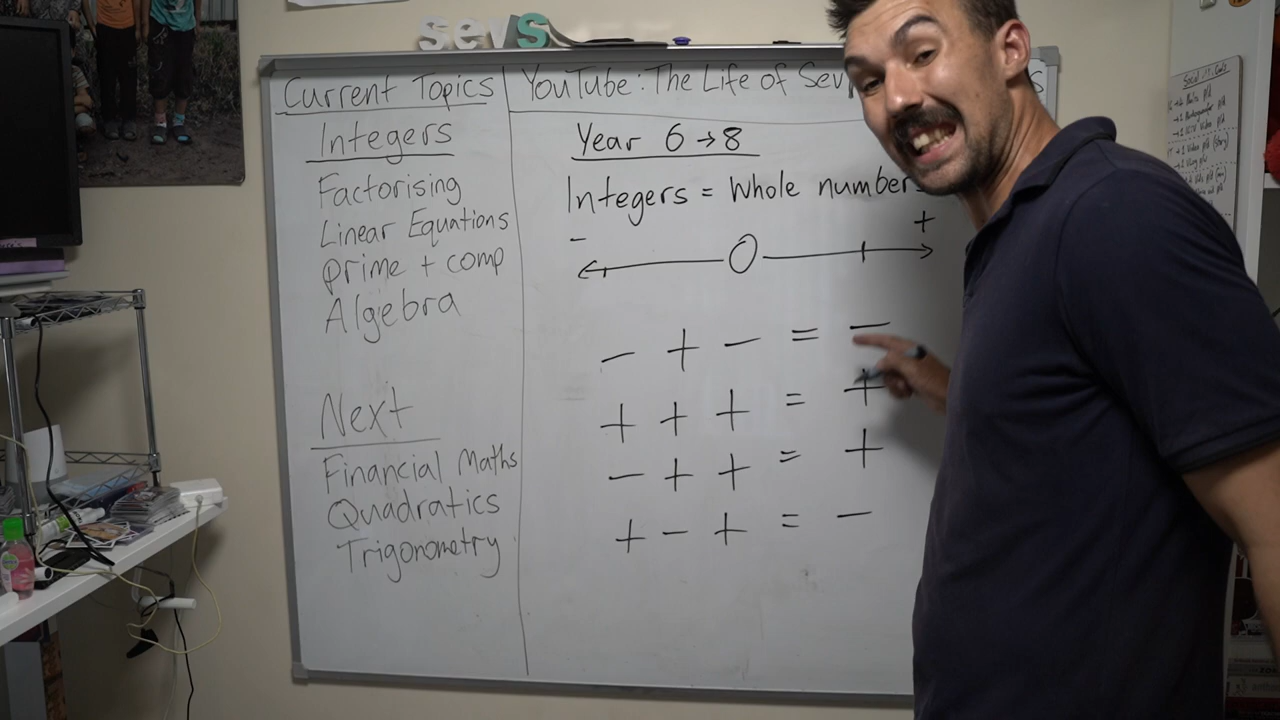 sevs
Current Topics
Integers
Factorising
Linear Equations
Prime + comp
Algebra
Next
Financial Maths
Quadratics
Trigonometry
YouTube: The Life of Sev
Year 6 → 8
Integers = Whole number
- +
0
- + - = -
+ + + = +
- + + = +
+ - + = -